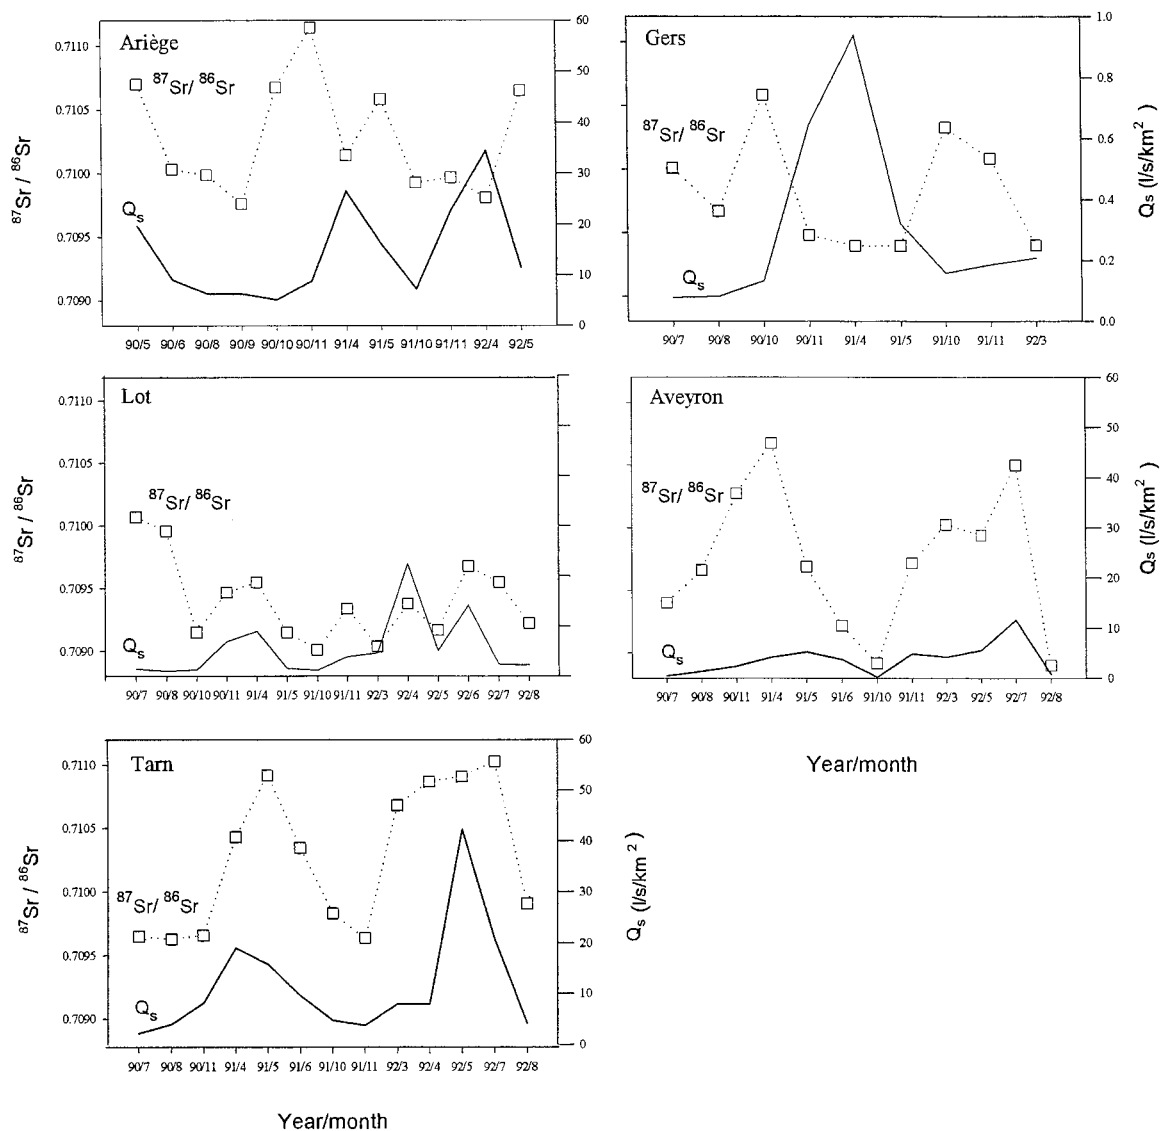 Ariège
87Sr/ 86Sr
Qs
87Sr / 86Sr
0.7110
0.7105
0.7100
0.7095
0.7090
60
50
40
30
20
10
0
90/5 90/6 90/8 90/9 90/10 90/11 91/4 91/5 91/10 91/11 92/4 92/5
Gers
87Sr/ 86Sr
Qs
1.0
0.8
0.6
0.4
0.2
0.0
Qs (l/s/km2)
90/7 90/8 90/10 90/11 91/4 91/5 91/10 91/11 92/3
Lot
87Sr/ 86Sr
Qs
87Sr / 86Sr
0.7110
0.7105
0.7100
0.7095
0.7090
90/7 90/8 90/10 90/11 91/4 91/5 91/10 91/11 92/3 92/4 92/5 92/6 92/7 92/8
Aveyron
87Sr/ 86Sr
Qs
60
50
40
30
20
10
0
Qs (l/s/km2)
90/7 90/8 90/11 91/4 91/5 91/6 91/10 91/11 92/3 92/5 92/7 92/8
Year/month
Tarn
87Sr/ 86Sr
Qs
87Sr / 86Sr
0.7110
0.7105
0.7100
0.7095
0.7090
60
50
40
30
20
10
0
Qs (l/s/km2)
90/7 90/8 90/11 91/4 91/5 91/6 91/10 91/11 92/3 92/4 92/5 92/7 92/8
Year/month